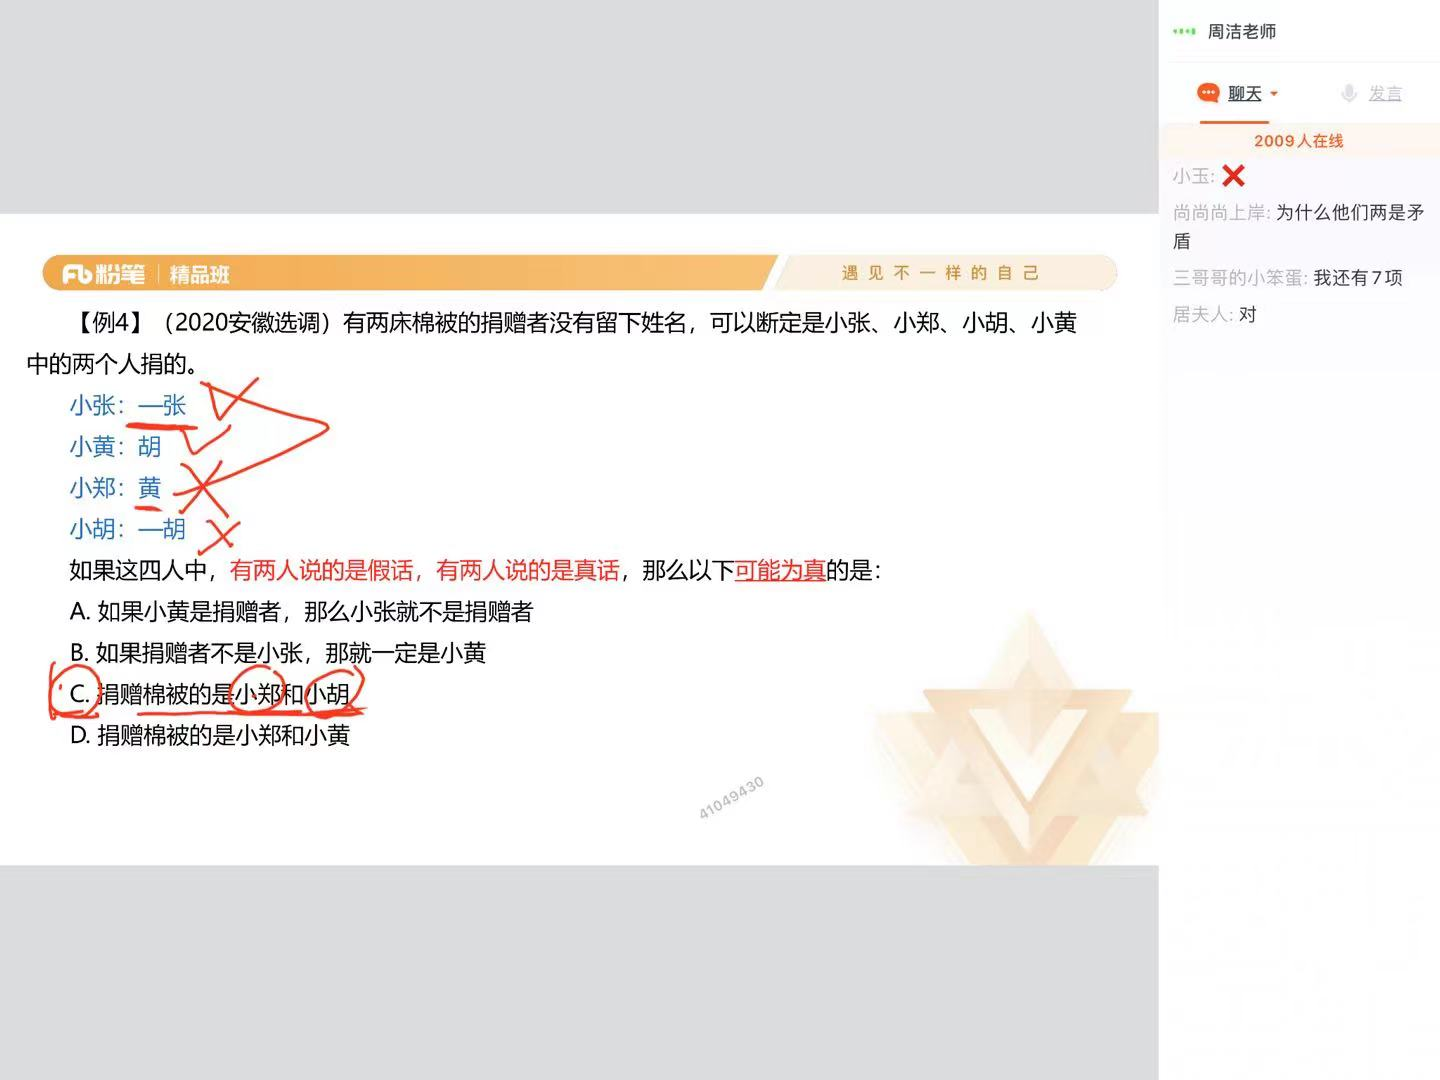 周洁老师
聊天
发言
2009人在线
小玉: ❌
尚尚尚上岸: 为什么他们两是矛
盾
三哥哥的小笨蛋: 我还有7项
居夫人: 对
Fb粉笔 | 精品班
遇见不一样的自己
【例4】（2020安徽选调）有两床棉被的捐赠者没有留下姓名，可以断定是小张、小郑、小胡、小黄
中的两个人捐的。
小张：—张
小黄：胡
小郑：黄
小胡：—胡
如果这四人中，有两人说的是假话，有两人说的是真话，那么以下可能为真的是：
A. 如果小黄是捐赠者，那么小张就不是捐赠者
B. 如果捐赠者不是小张，那就一定是小黄
C. 捐赠棉被的是小郑和小胡
D. 捐赠棉被的是小郑和小黄
41049430